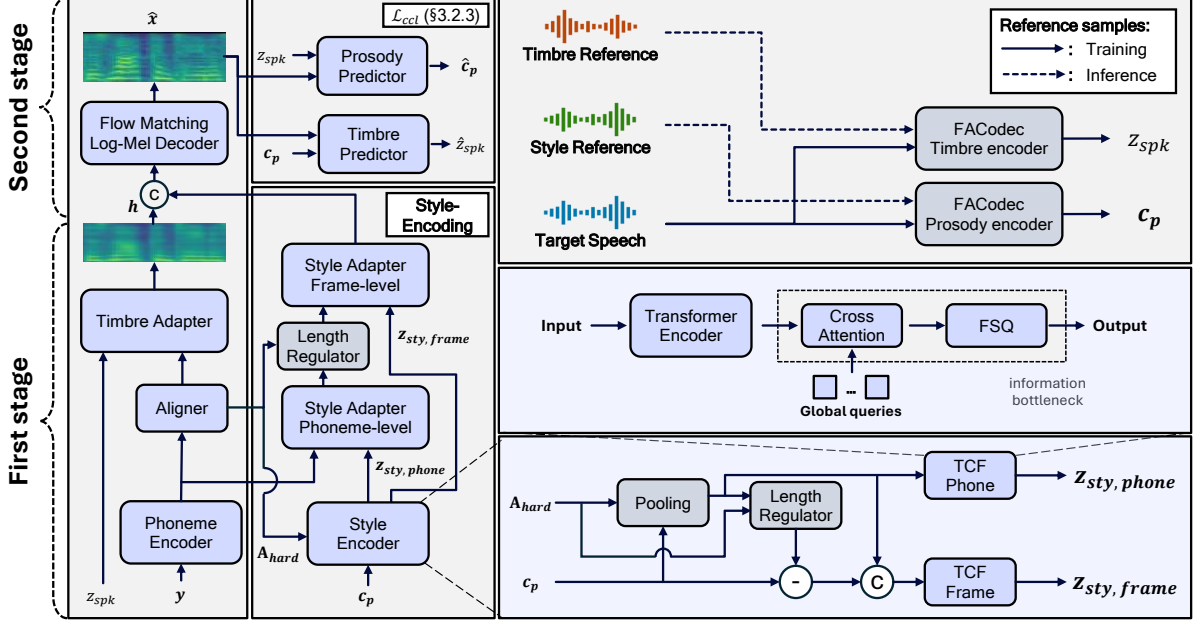 Second stage
First stage
x̂
Flow Matching
Log-Mel Decoder
C
h
Timbre Adapter
Aligner
Phoneme
Encoder
z_spk
y
ℒ_ccl (§3.2.3)
z_spk
Prosody
Predictor
ĉ_p
c_p
Timbre
Predictor
ẑ_spk
Style-
Encoding
Style Adapter
Frame-level
Length
Regulator
z_sty,frame
Style Adapter
Phoneme-level
z_sty,phone
A_hard
Style
Encoder
c_p
Timbre Reference
Style Reference
Target Speech
Reference samples:
: Training
: Inference
FACodec
Timbre encoder
z_spk
FACodec
Prosody encoder
c_p
Input
Transformer
Encoder
Cross
Attention
FSQ
Output
...
Global queries
information
bottleneck
A_hard
Pooling
Length
Regulator
TCF
Phone
z_sty,phone
c_p
-
C
TCF
Frame
z_sty,frame